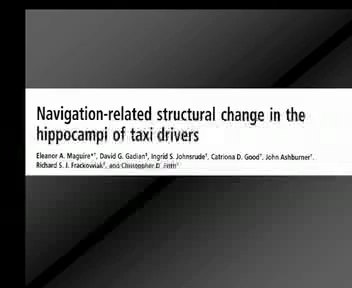 Navigation-related structural change in the
hippocampi of taxi drivers
Eleanor A. Maguire*†, David G. Gadian‡, Ingrid S. Johnsrude†, Catriona D. Good†, John Ashburner†,
Richard S. J. Frackowiak†, and Christopher D. Frith†